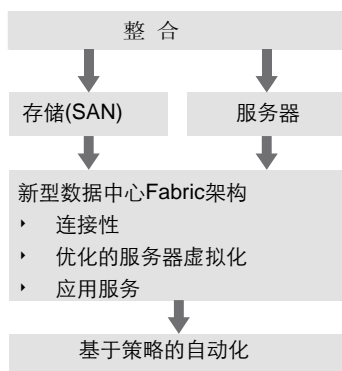 整 合
存储(SAN)
服务器
新型数据中心Fabric架构
‣ 连接性
‣ 优化的服务器虚拟化
‣ 应用服务
基于策略的自动化